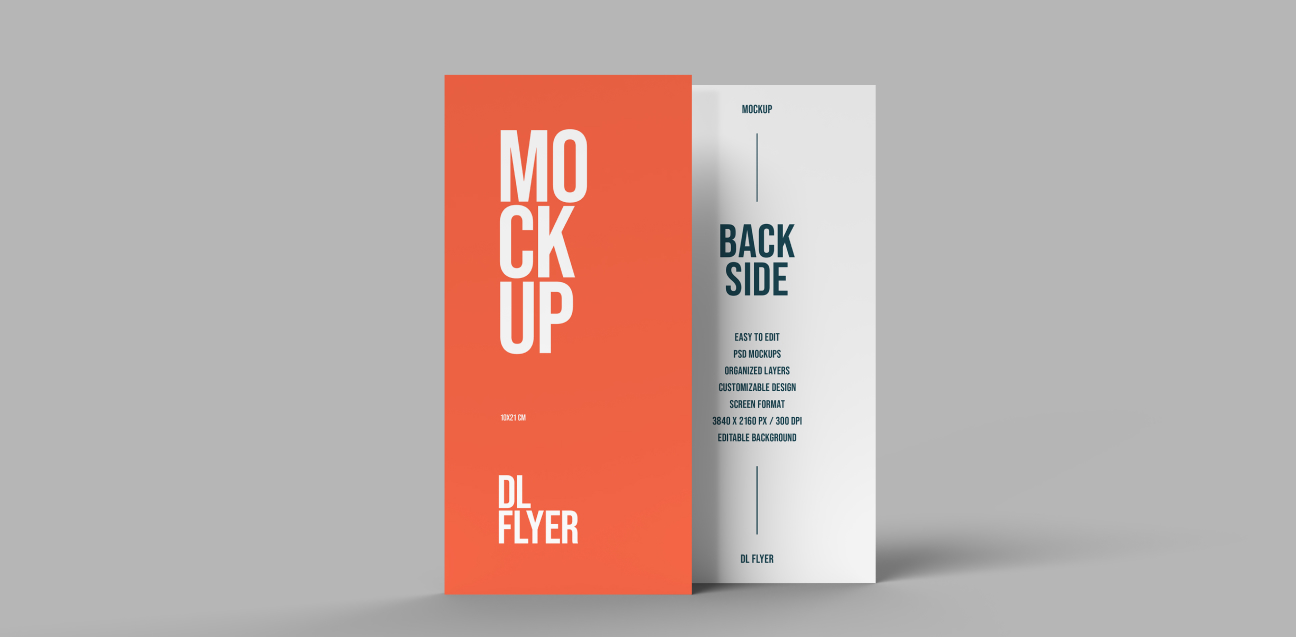 MO
CK
UP
10X21 CM
DL
FLYER
MOCKUP
BACK
SIDE
EASY TO EDIT
PSD MOCKUPS
ORGANIZED LAYERS
CUSTOMIZABLE DESIGN
SCREEN FORMAT
3840 X 2160 PX / 300 DPI
EDITABLE BACKGROUND
DL FLYER